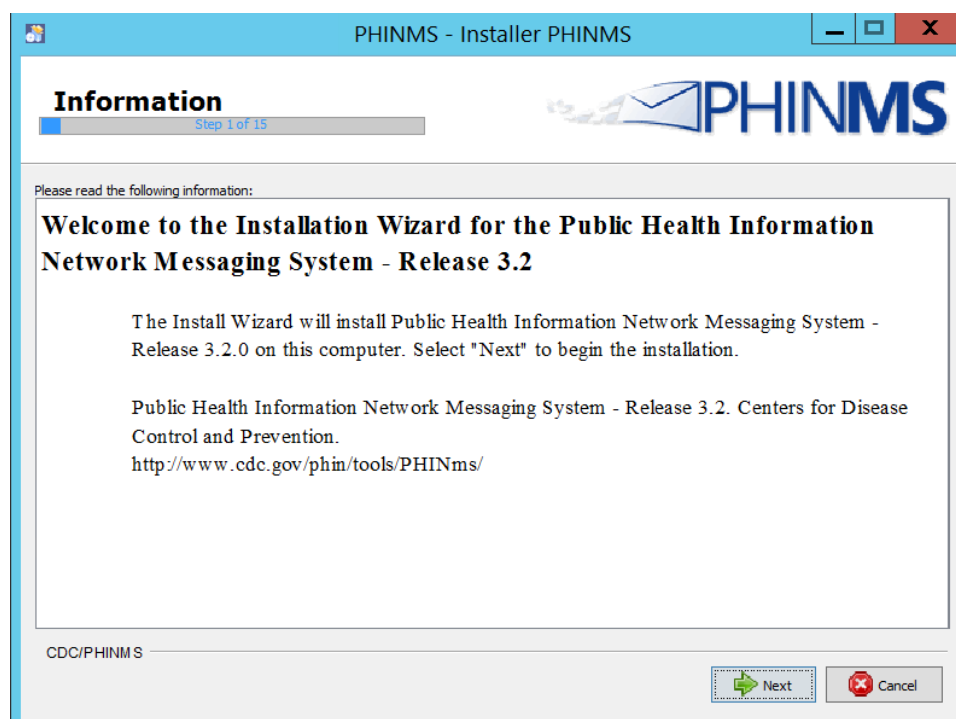 PHINMS - Installer PHINMS
X
Information
PHINMS
Step 1 of 15
Please read the following information:
Welcome to the Installation Wizard for the Public Health Information
Network Messaging System - Release 3.2
The Install Wizard will install Public Health Information Network Messaging System -
Release 3.2.0 on this computer. Select "Next" to begin the installation.
Public Health Information Network Messaging System - Release 3.2. Centers for Disease
Control and Prevention.
http://www.cdc.gov/phin/tools/PHINms/
CDC/PHINMS
Next
Cancel